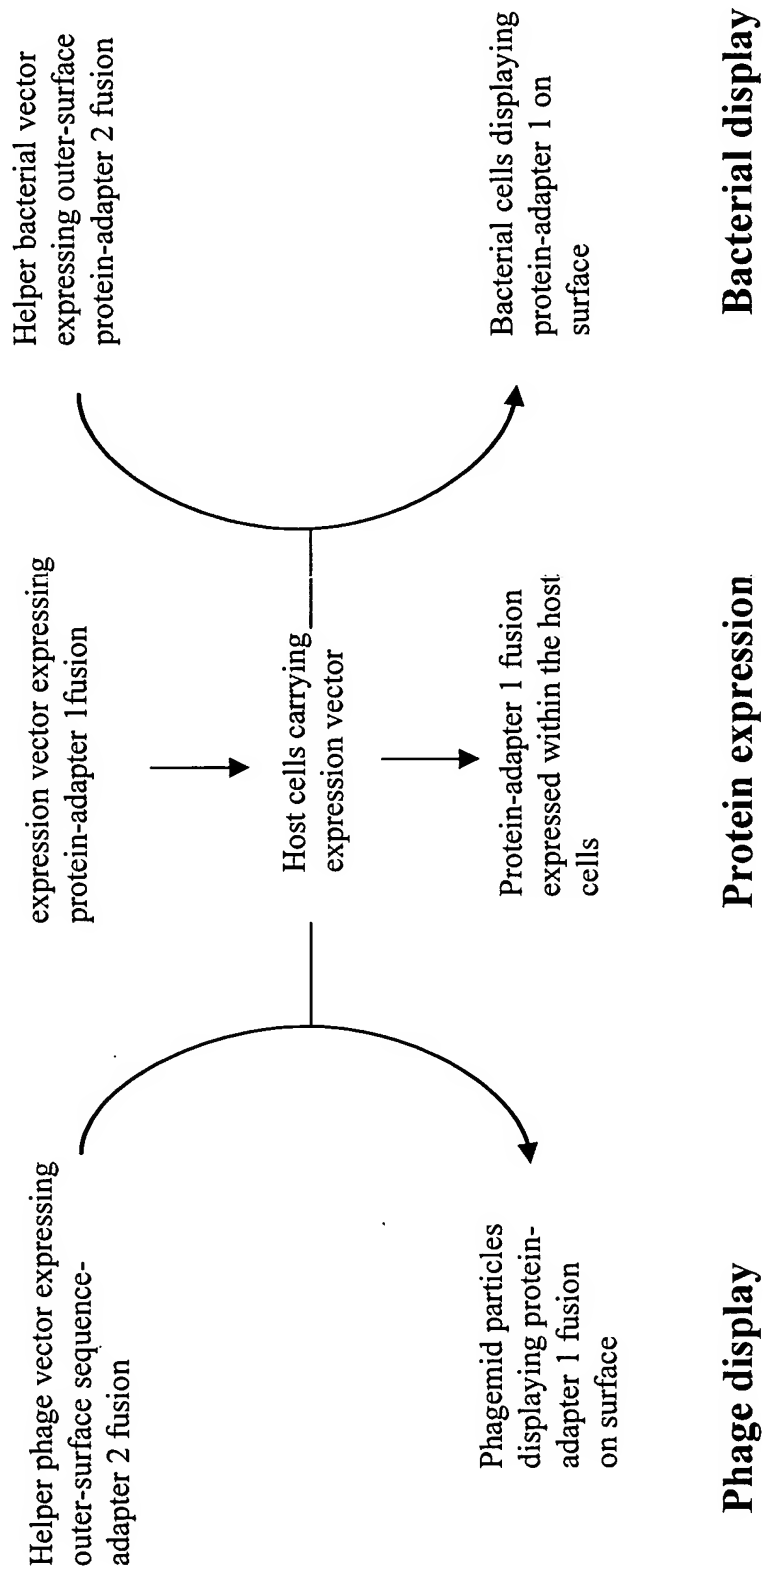 Helper phage vector expressing
outer-surface sequence-
adapter 2 fusion
expression vector expressing
protein-adapter 1fusion
Helper bacterial vector
expressing outer-surface
protein-adapter 2 fusion
Host cells carrying
expression vector
Phagemid particles
displaying protein-
adapter 1 fusion
on surface
Protein-adapter 1 fusion
expressed within the host
cells
Bacterial cells displaying
protein-adapter 1 on
surface
Phage display
Protein expression
Bacterial display